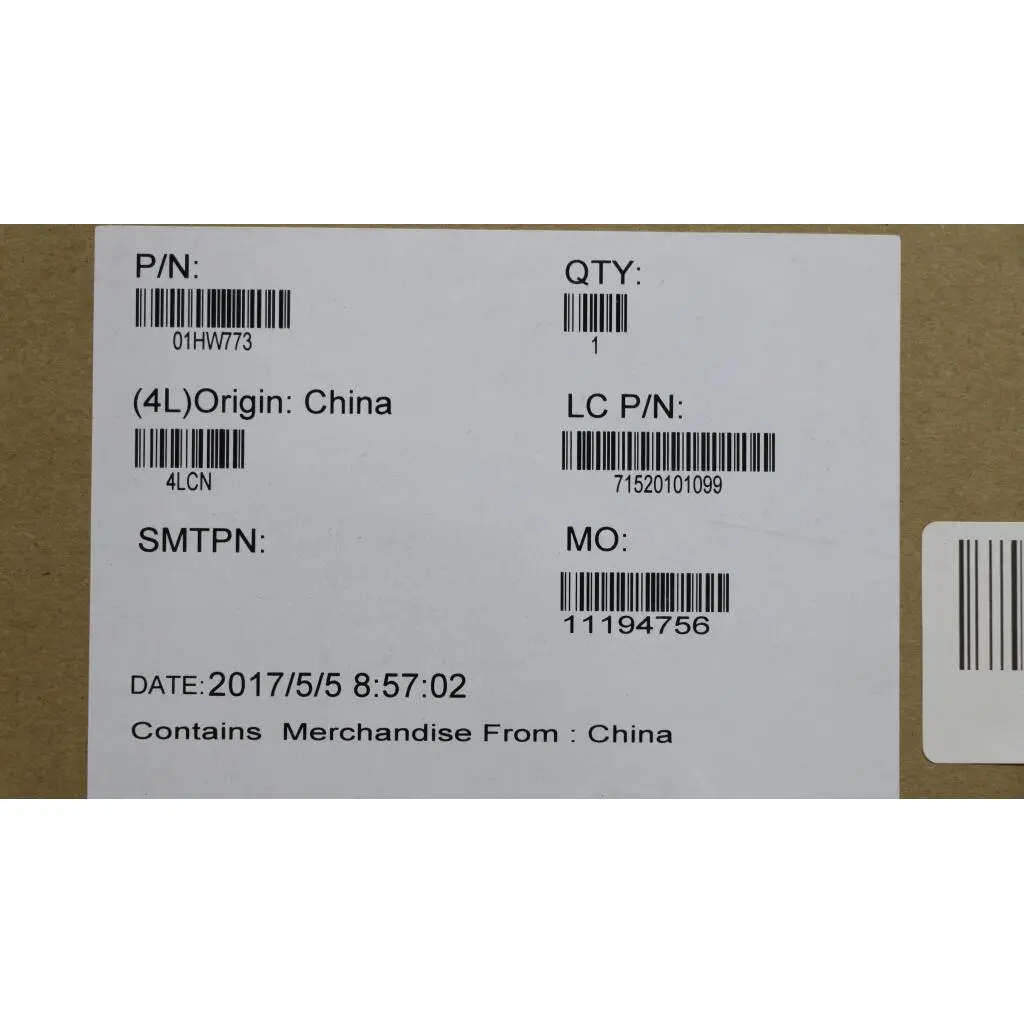 P/N:
01HW773
QTY:
1
(4L)Origin: China
4LCN
LC P/N:
71520101099
SMTPN:
MO:
11194756
DATE:2017/5/5 8:57:02
Contains Merchandise From : China